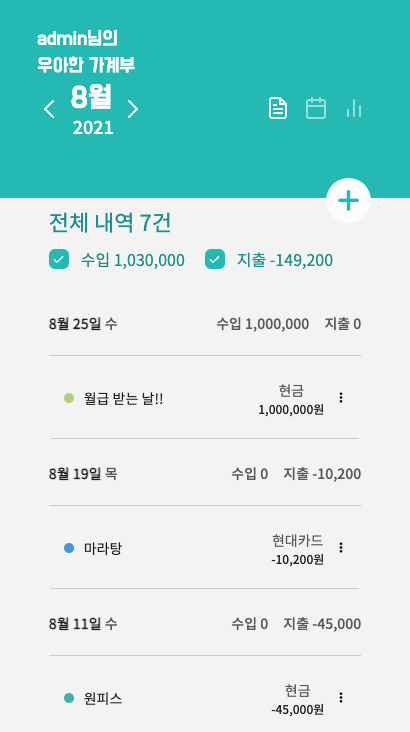 admin님의
우아한 가계부
8월
2021
전체 내역 7건
수입 1,030,000 지출 -149,200
8월 25일 수 수입 1,000,000 지출 0
월급 받는 날!! 현금
1,000,000원
8월 19일 목 수입 0 지출 -10,200
마라탕 현대카드
-10,200원
8월 11일 수 수입 0 지출 -45,000
원피스 현금
-45,000원